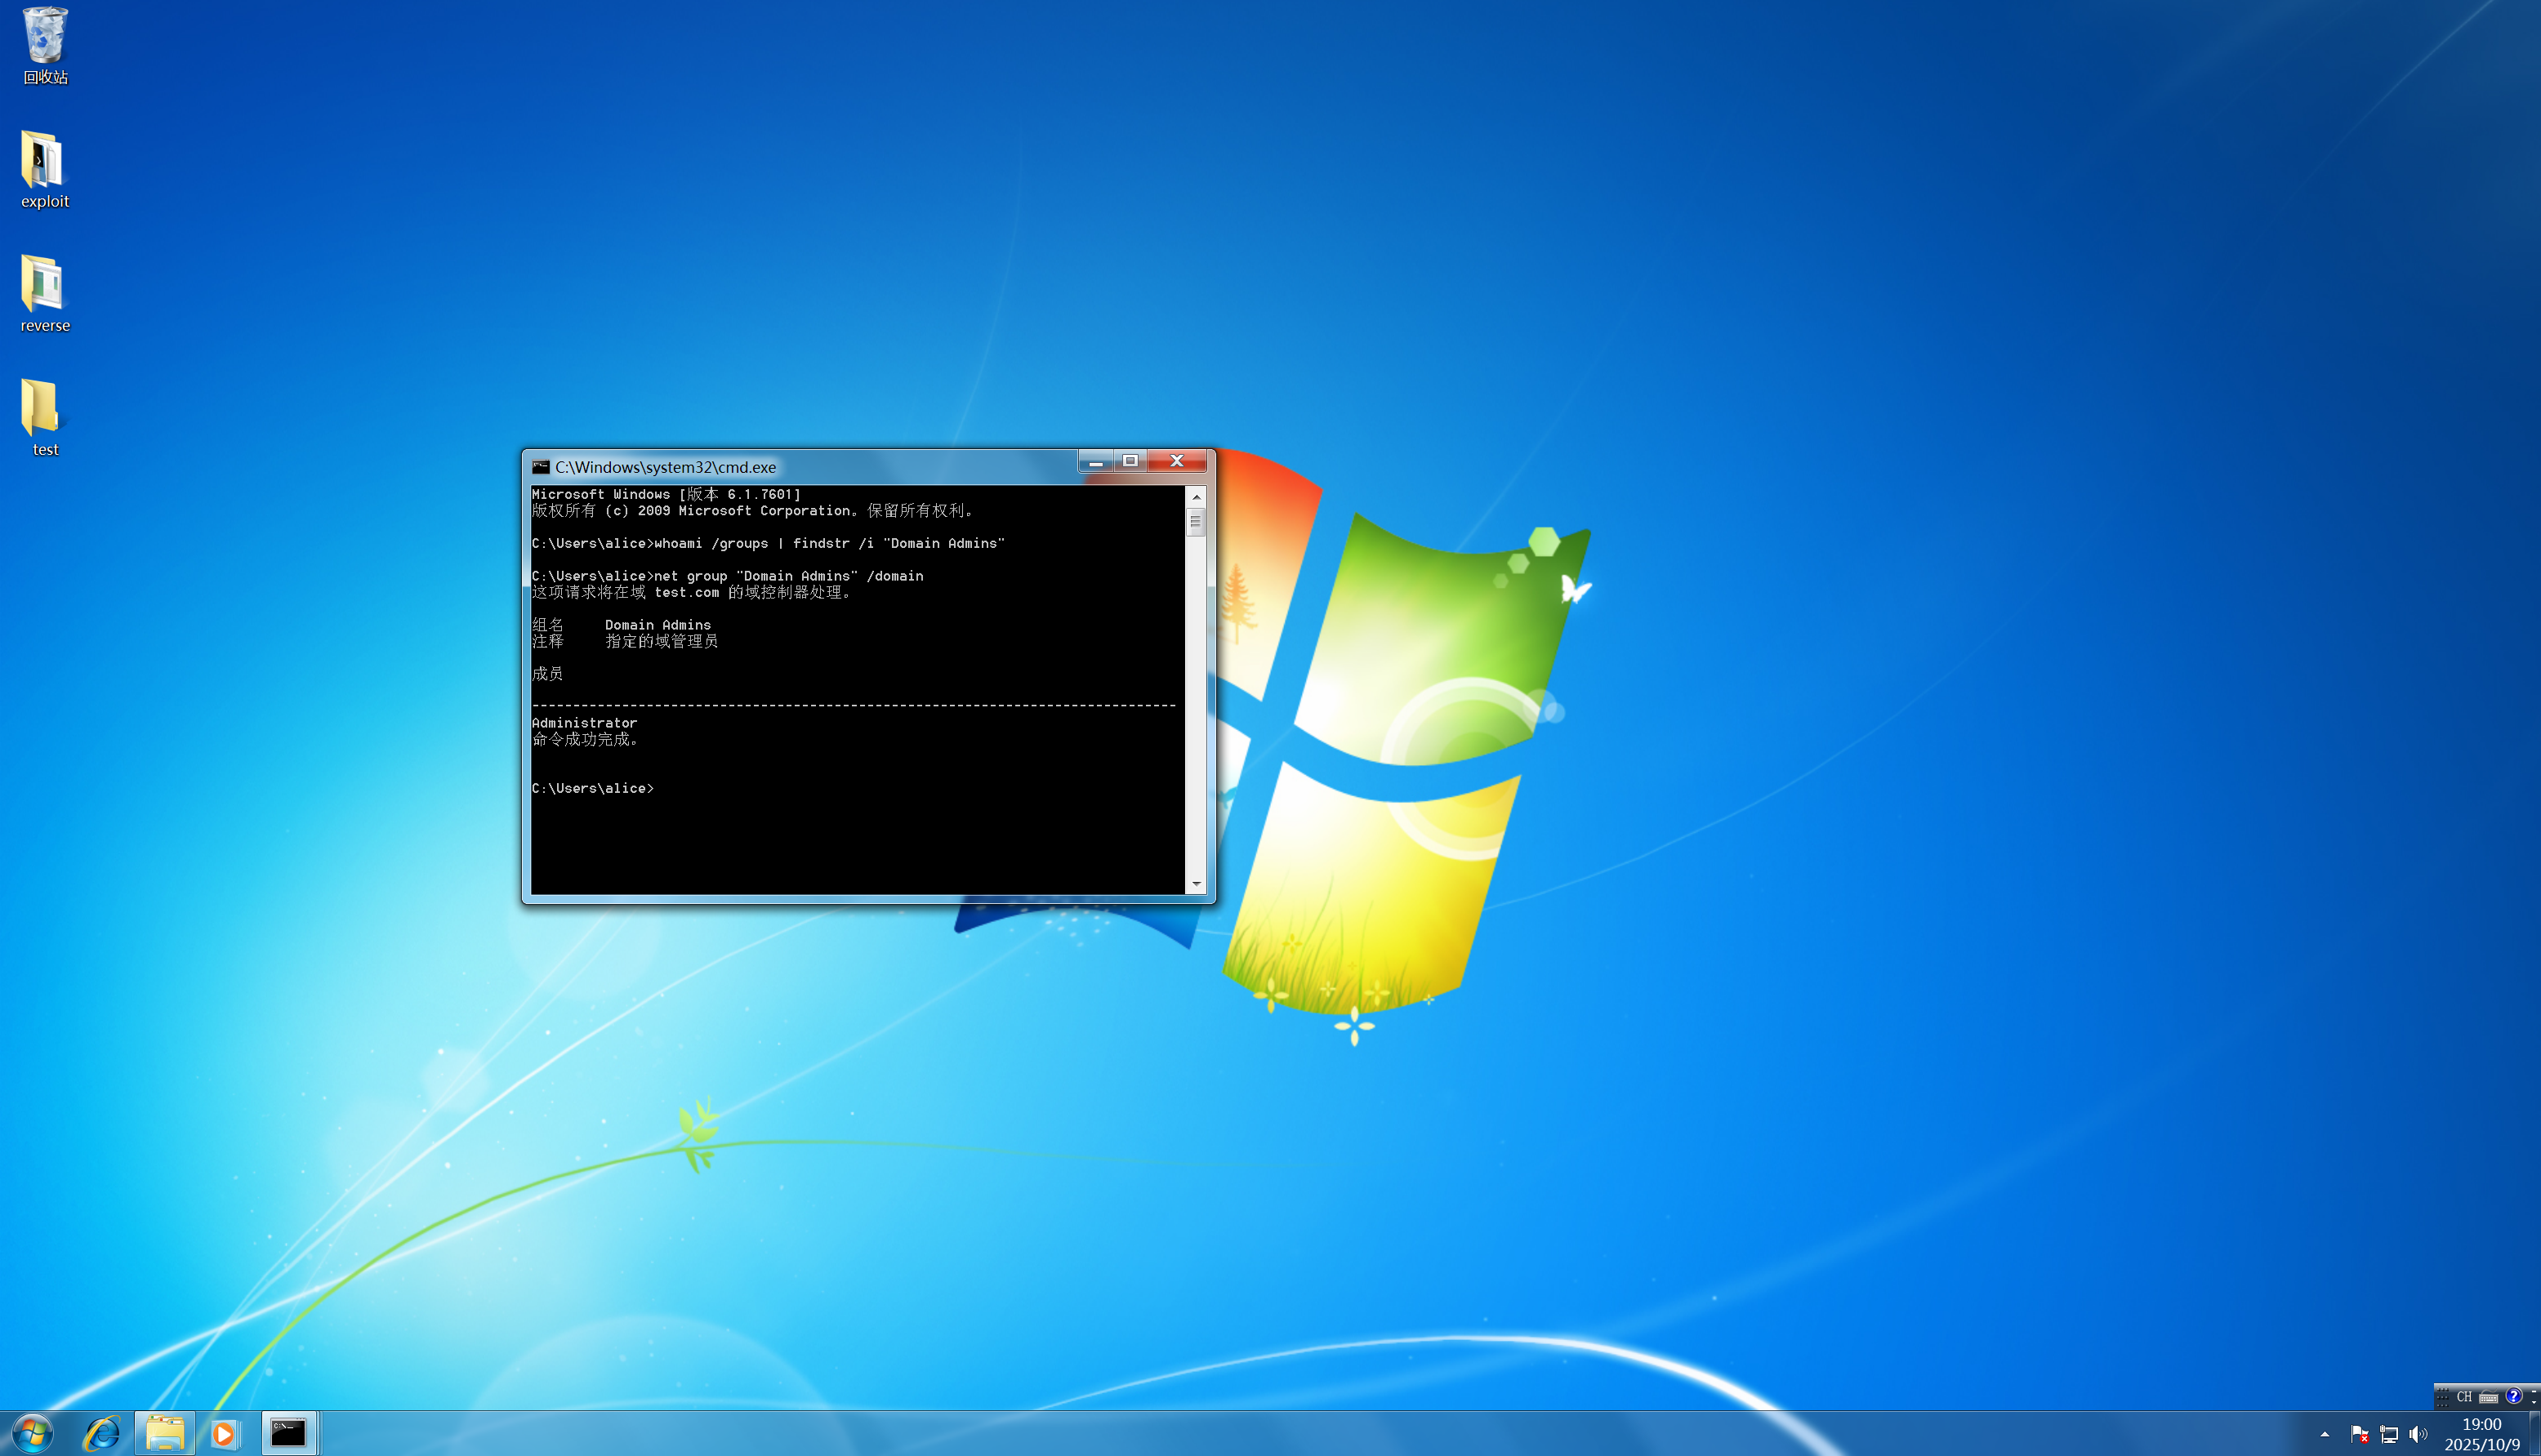 回收站
exploit
reverse
test
C:\Windows\system32\cmd.exe
Microsoft Windows [版本 6.1.7601]
版权所有 (c) 2009 Microsoft Corporation。保留所有权利。
C:\Users\alice>whoami /groups | findstr /i "Domain Admins"
C:\Users\alice>net group "Domain Admins" /domain
这项请求将在域 test.com 的域控制器处理。
组名     Domain Admins
注释     指定的域管理员
成员
-------------------------------------------------------------------------------
Administrator
命令成功完成。
C:\Users\alice>
CH
19:00
2025/10/9